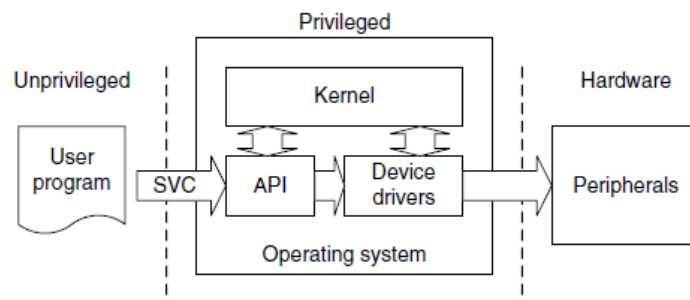 Privileged
Unprivileged
Hardware
Kernel
User
program
SVC
API
Device
drivers
Peripherals
Operating system